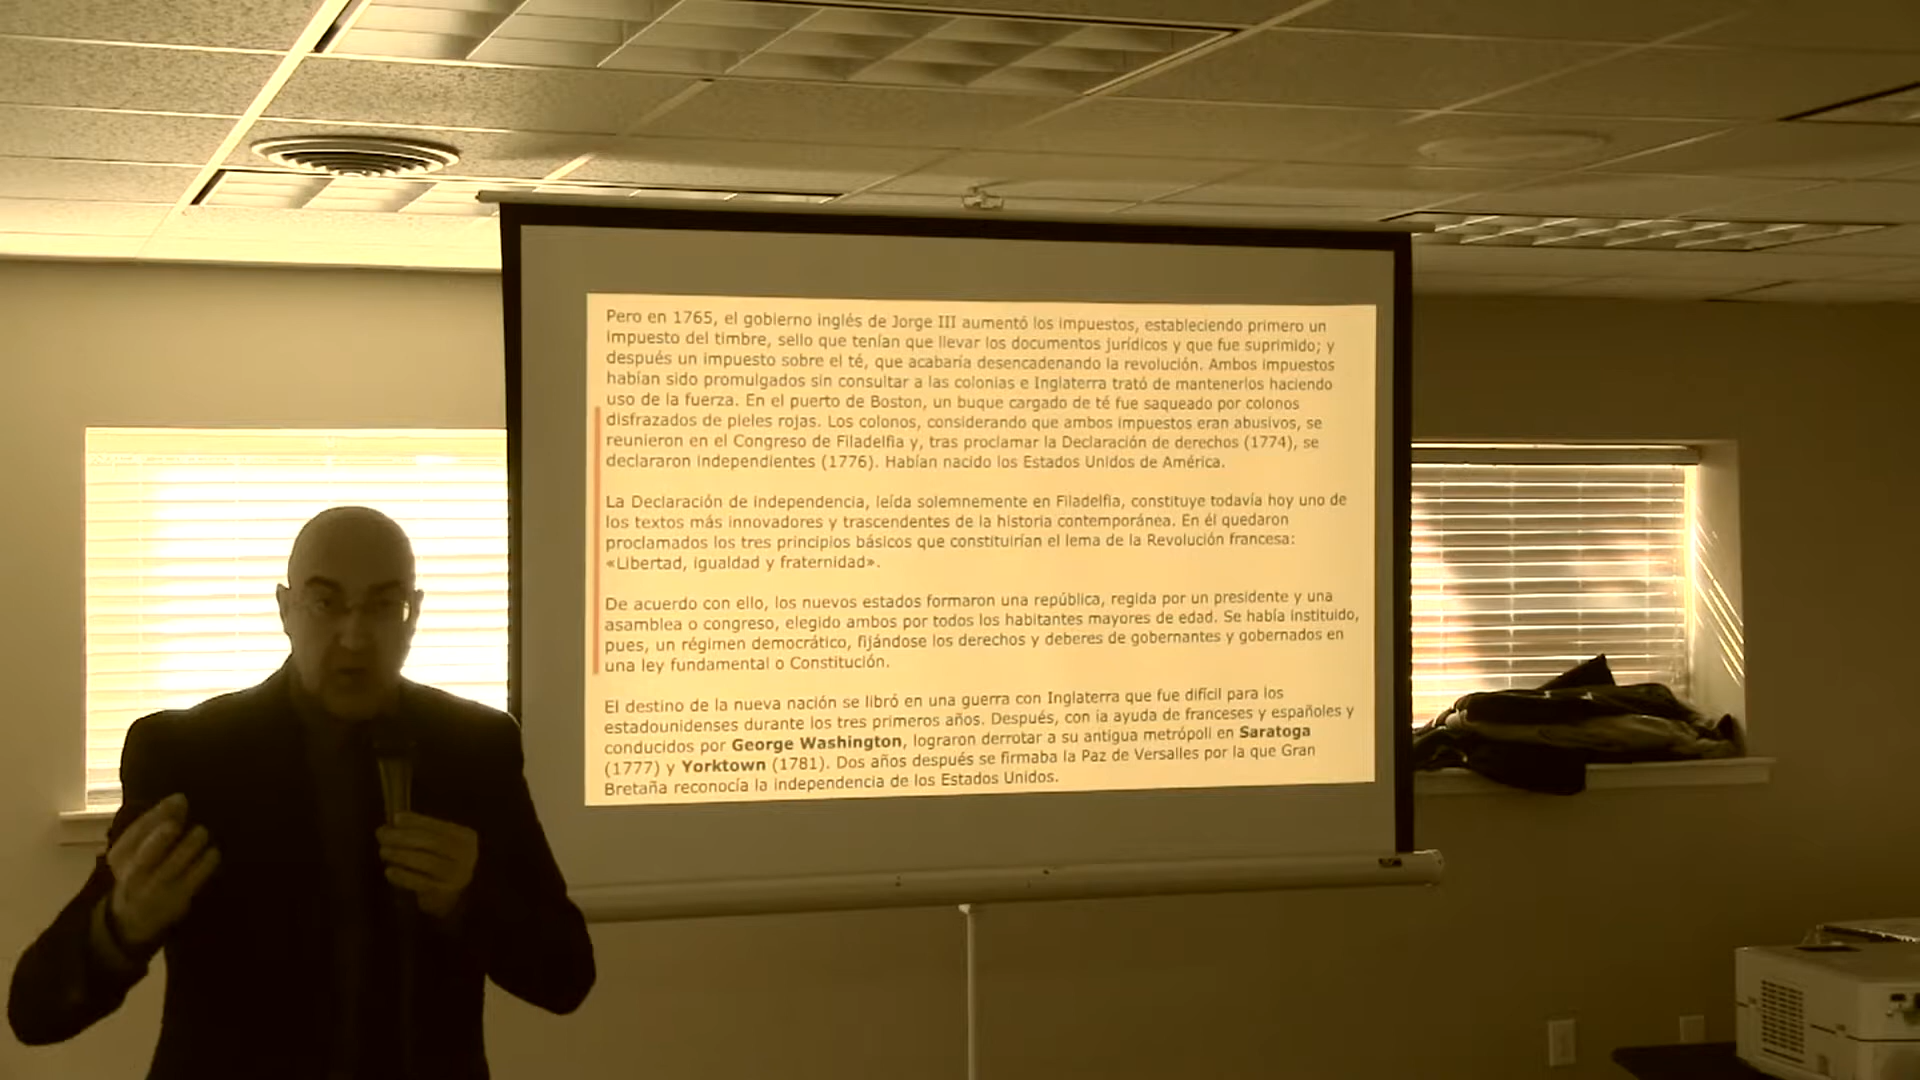 Pero en 1765, el gobierno inglés de Jorge III aumentó los impuestos, estableciendo primero un
impuesto del timbre, sello que tenían que llevar los documentos jurídicos y que fue suprimido; y
después un impuesto sobre el té, que acabaría desencadenando la revolución. Ambos impuestos
habían sido promulgados sin consultar a las colonias e Inglaterra trató de mantenerlos haciendo
uso de la fuerza. En el puerto de Boston, un buque cargado de té fue saqueado por colonos
disfrazados de pieles rojas. Los colonos, considerando que ambos impuestos eran abusivos, se
reunieron en el Congreso de Filadelfia y, tras proclamar la Declaración de derechos (1774), se
declararon independientes (1776). Habían nacido los Estados Unidos de América.
La Declaración de independencia, leída solemnemente en Filadelfia, constituye todavía hoy uno de
los textos más innovadores y trascendentes de la historia contemporánea. En él quedaron
proclamados los tres principios básicos que constituirían el lema de la Revolución francesa:
«Libertad, igualdad y fraternidad».
De acuerdo con ello, los nuevos estados formaron una república, regida por un presidente y una
asamblea o congreso, elegido ambos por todos los habitantes mayores de edad. Se había instituido,
pues, un régimen democrático, fijándose los derechos y deberes de gobernantes y gobernados en
una ley fundamental o Constitución.
El destino de la nueva nación se libró en una guerra con Inglaterra que fue difícil para los
estadounidenses durante los tres primeros años. Después, con la ayuda de franceses y españoles y
conducidos por George Washington, lograron derrotar a su antigua metrópoli en Saratoga
(1777) y Yorktown (1781). Dos años después se firmaba la Paz de Versalles por la que Gran
Bretaña reconocía la independencia de los Estados Unidos.